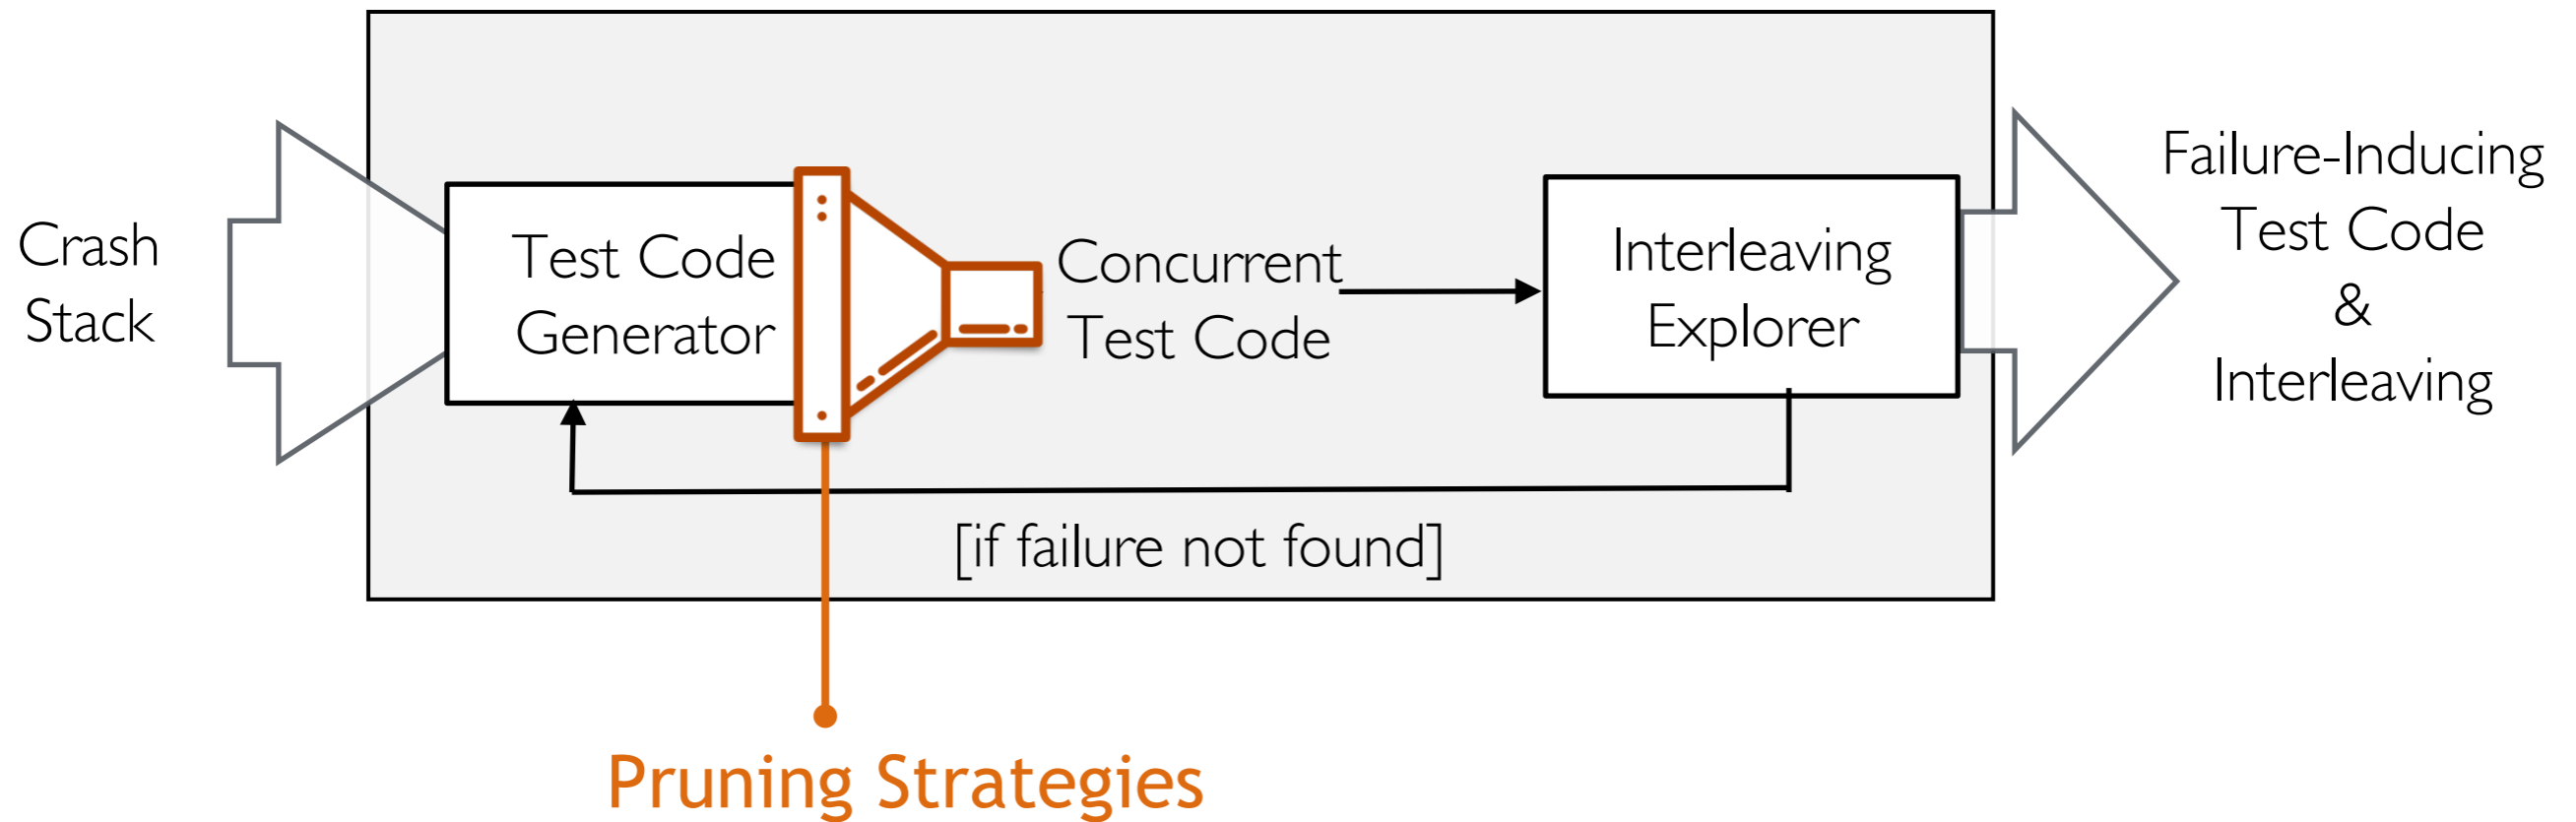 Crash
Stack
Test Code
Generator
Concurrent
Test Code
Interleaving
Explorer
Failure-Inducing
Test Code
&
Interleaving
[if failure not found]
Pruning Strategies